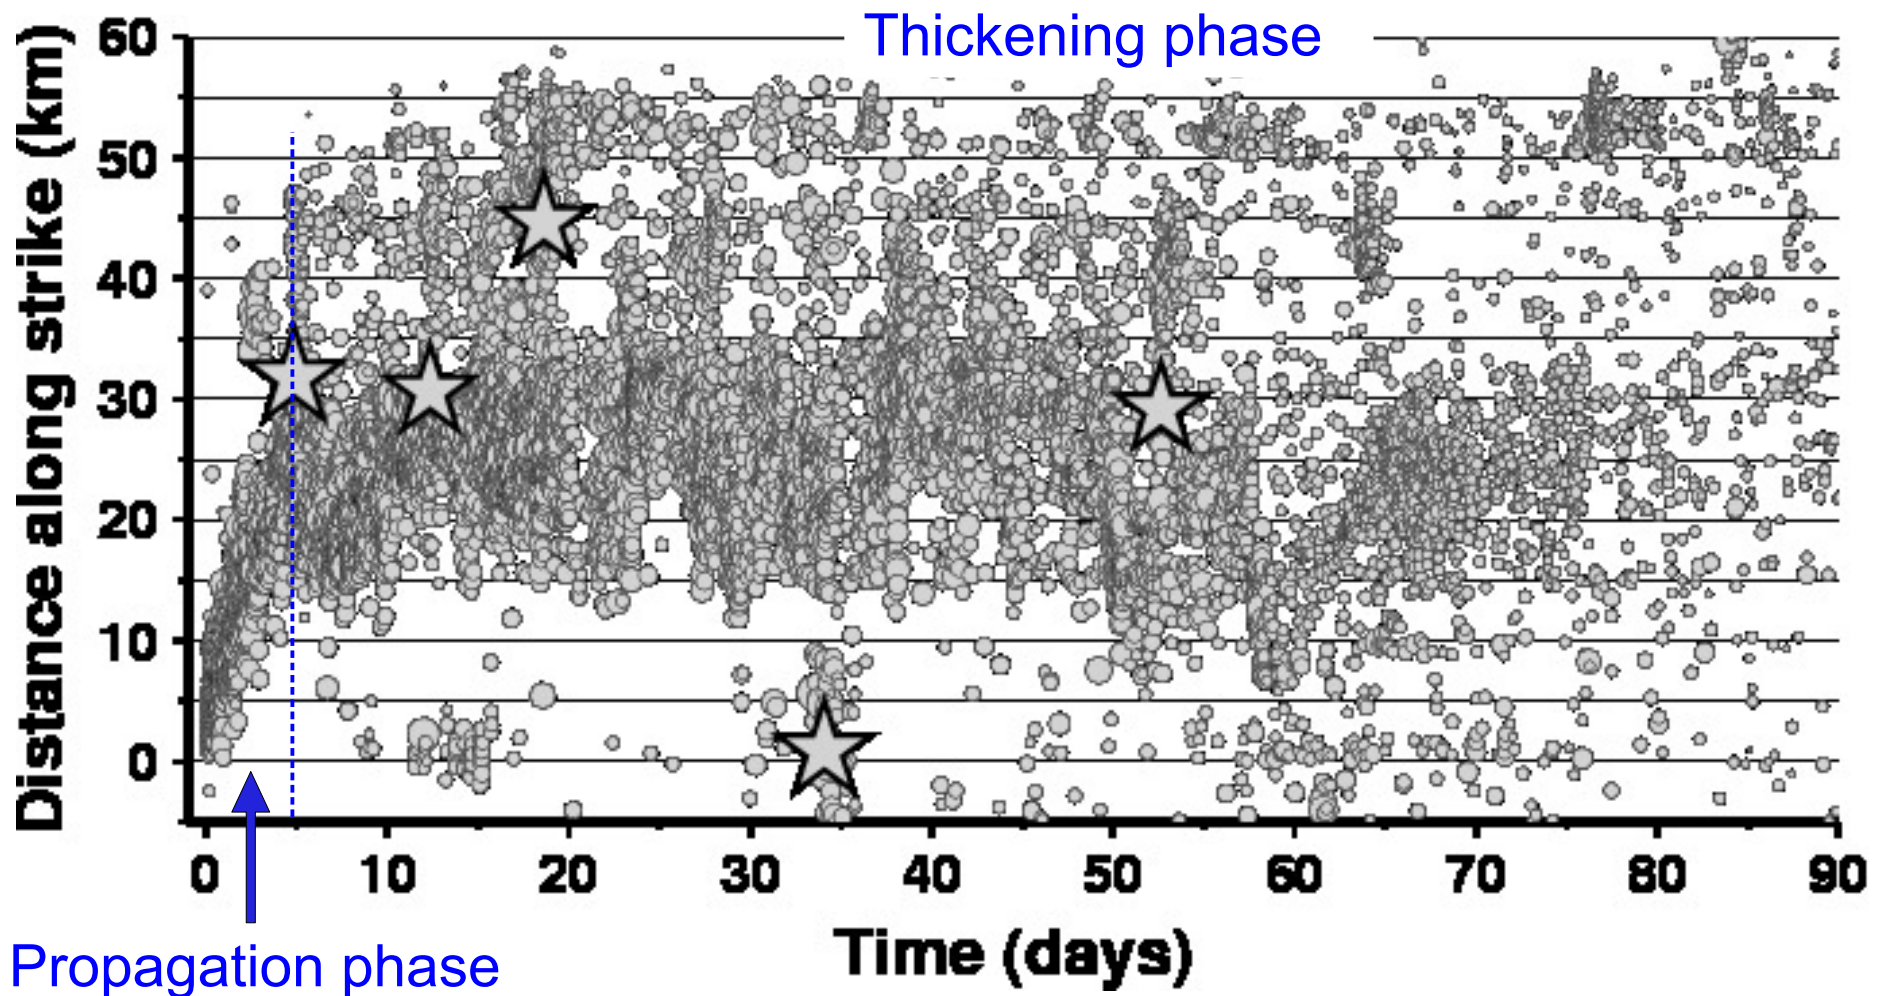 Thickening phase
Distance along strike (km)
60
50
40
30
20
10
0
0 10 20 30 40 50 60 70 80 90
Time (days)
Propagation phase